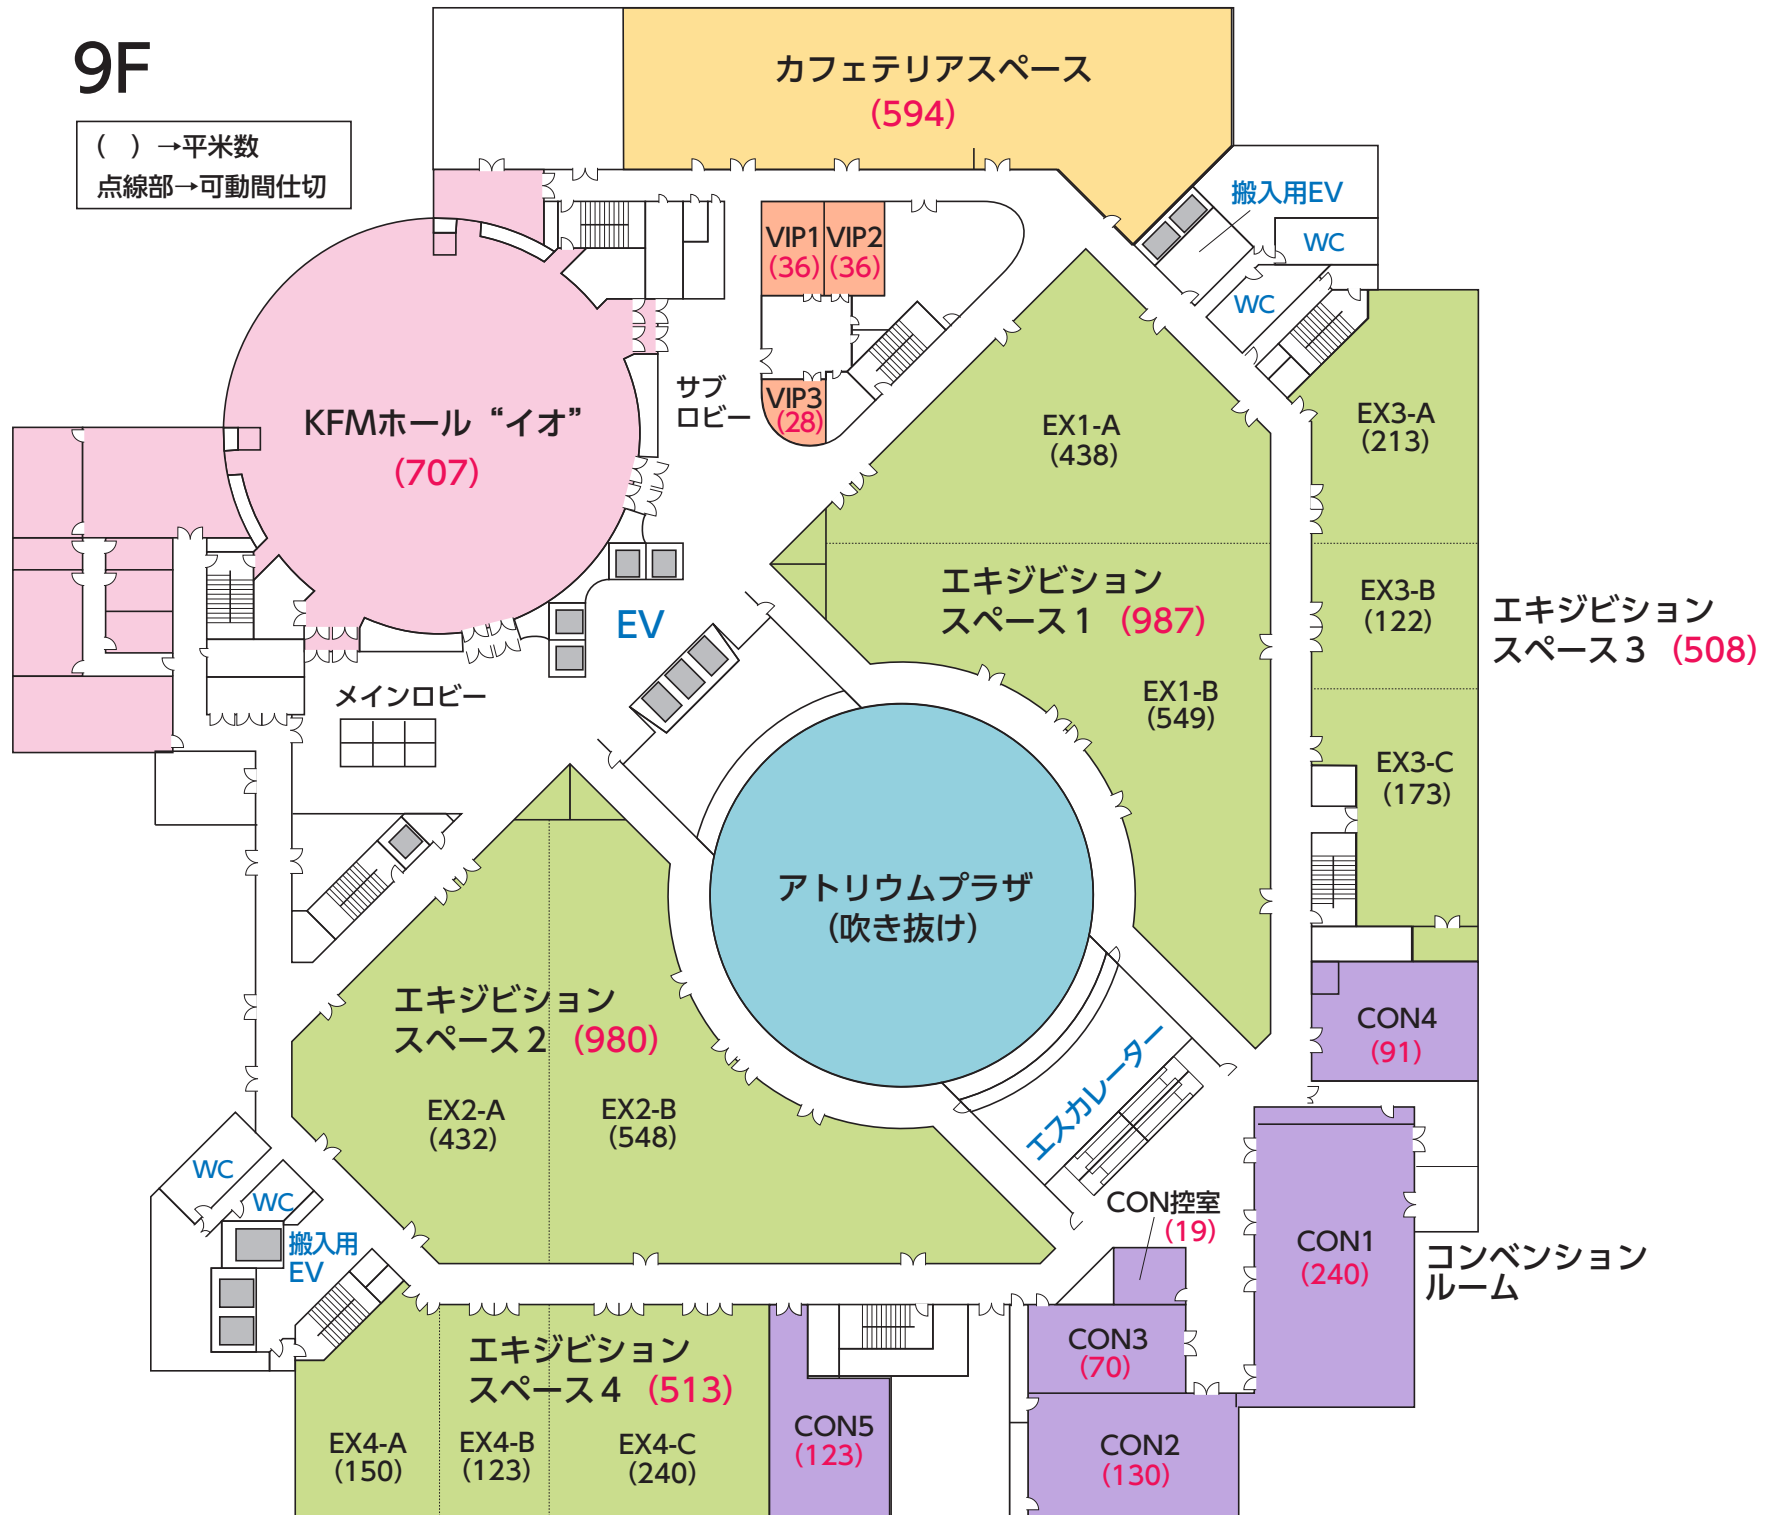 9F
（　）→平米数
点線部→可動間仕切
カフェテリアスペース
(594)
搬入用EV
WC
WC
VIP1
(36)
VIP2
(36)
VIP3
(28)
サブ
ロビー
KFMホール “イオ”
(707)
EX1-A
(438)
エキジビション
スペース1 (987)
EX1-B
(549)
EX3-A
(213)
EX3-B
(122)
エキジビション
スペース3 (508)
EX3-C
(173)
EV
メインロビー
アトリウムプラザ
(吹き抜け)
エキジビション
スペース2 (980)
EX2-A
(432)
EX2-B
(548)
エスカレーター
CON4
(91)
CON控室
(19)
CON1
(240)
コンベンション
ルーム
WC
WC
搬入用
EV
エキジビション
スペース4 (513)
EX4-A
(150)
EX4-B
(123)
EX4-C
(240)
CON5
(123)
CON3
(70)
CON2
(130)